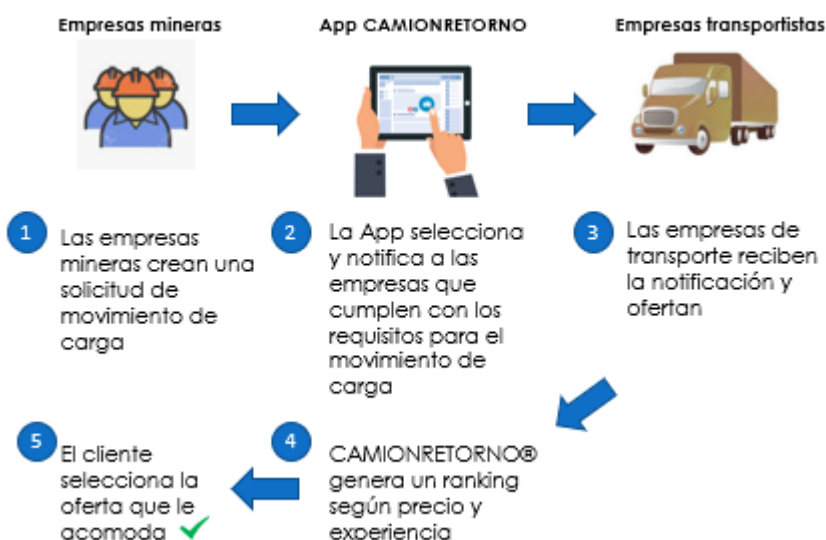 Empresas mineras
App CAMIONRETORNO
Empresas transportistas
1
Las empresas
mineras crean una
solicitud de
movimiento de
carga
2
La App selecciona
y notifica a las
empresas que
cumplen con los
requisitos para el
movimiento de
carga
3
Las empresas de
transporte reciben
la notificación y
ofertan
4
CAMIONRETORNO®
genera un ranking
según precio y
experiencia
5
El cliente
selecciona la
oferta que le
acomoda